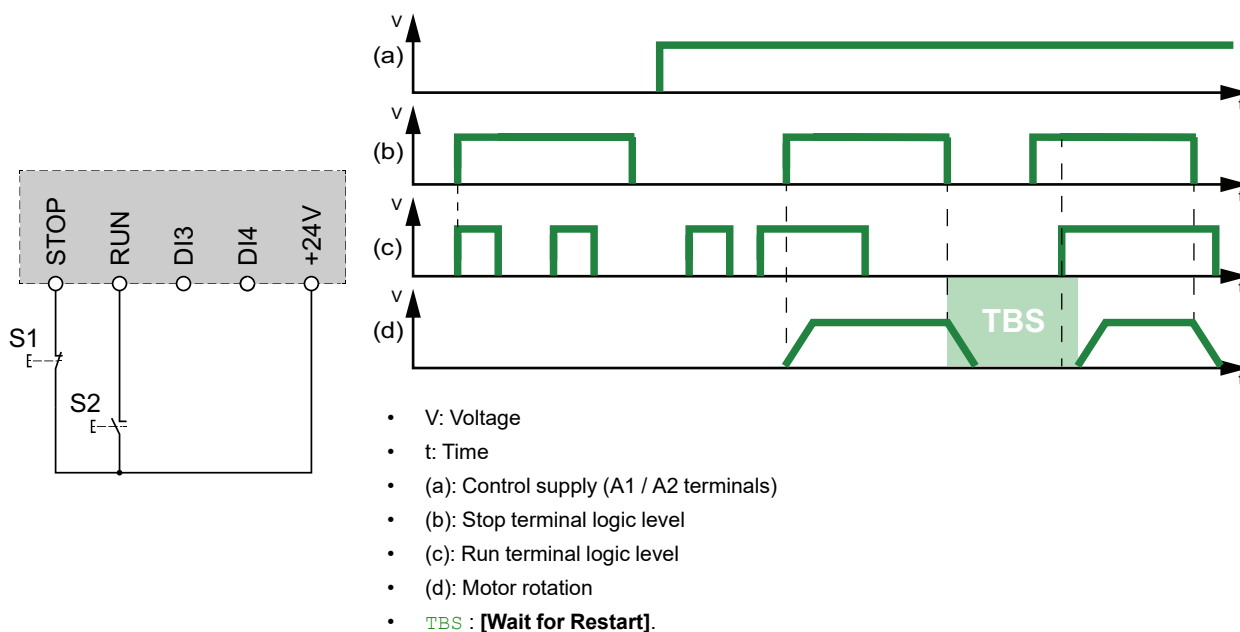 STOP
RUN
DI3
DI4
+24V
S1
S2
V
(a)
t
V
(b)
t
V
(c)
t
V
(d)
TBS
t
• V: Voltage
• t: Time
• (a): Control supply (A1 / A2 terminals)
• (b): Stop terminal logic level
• (c): Run terminal logic level
• (d): Motor rotation
• TBS : [Wait for Restart].